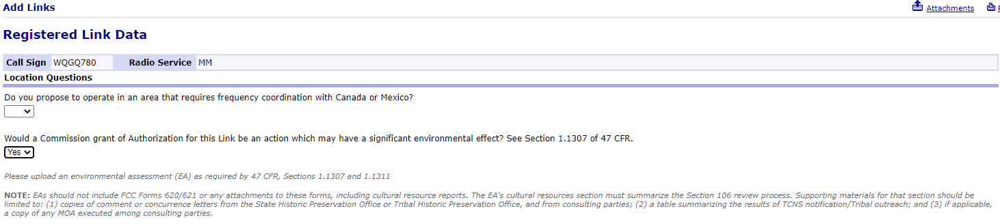 Add Links
Attachments
Registered Link Data
Call Sign WQGQ780 Radio Service MM
Location Questions
Do you propose to operate in an area that requires frequency coordination with Canada or Mexico?
Would a Commission grant of Authorization for this Link be an action which may have a significant environmental effect? See Section 1.1307 of 47 CFR.
Yes
Please upload an environmental assessment (EA) as required by 47 CFR, Sections 1.1307 and 1.1311
NOTE: EAs should not include FCC Forms 620/621 or any attachments to these forms, including cultural resource reports. The EA's cultural resources section must summarize the Section 106 review process. Supporting materials for that section should be
limited to: (1) copies of comment or concurrence letters from the State Historic Preservation Office or Tribal Historic Preservation Office, and from consulting parties; (2) a table summarizing the results of TCNS notification/Tribal outreach; and (3) if applicable,
a copy of any MOA executed among consulting parties.